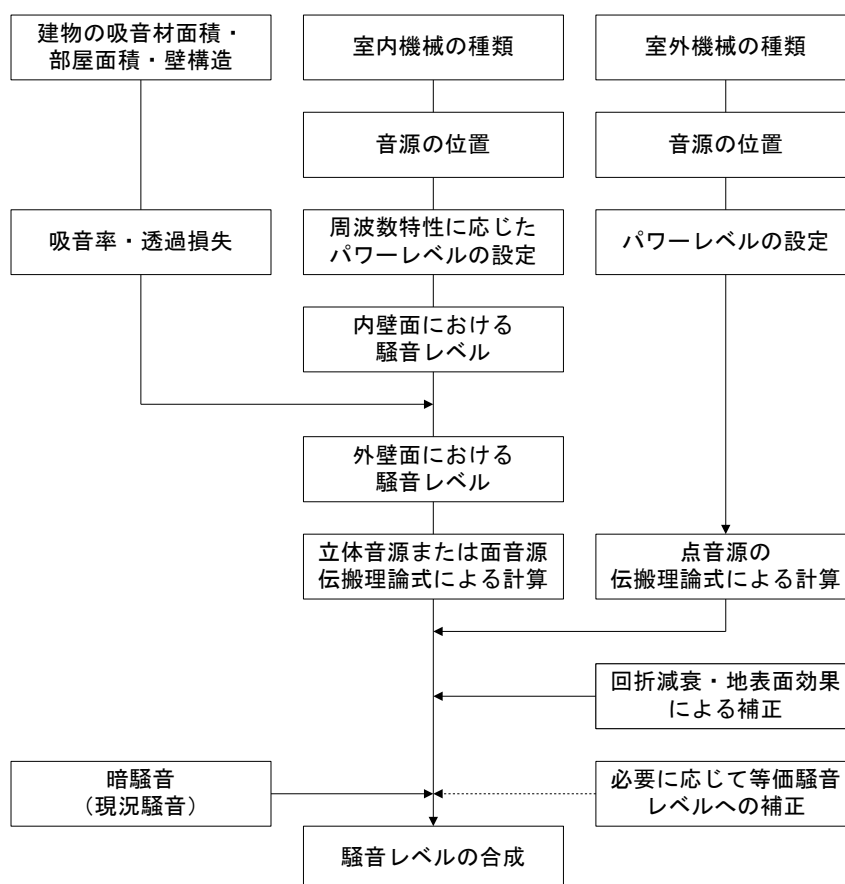 建物の吸音材面積・
部屋面積・壁構造
室内機械の種類
室外機械の種類
音源の位置
音源の位置
吸音率・透過損失
周波数特性に応じた
パワーレベルの設定
パワーレベルの設定
内壁面における
騒音レベル
外壁面における
騒音レベル
立体音源または面音源
伝搬理論式による計算
点音源の
伝搬理論式による計算
回折減衰・地表面効果
による補正
暗騒音
（現況騒音）
必要に応じて等価騒音
レベルへの補正
騒音レベルの合成